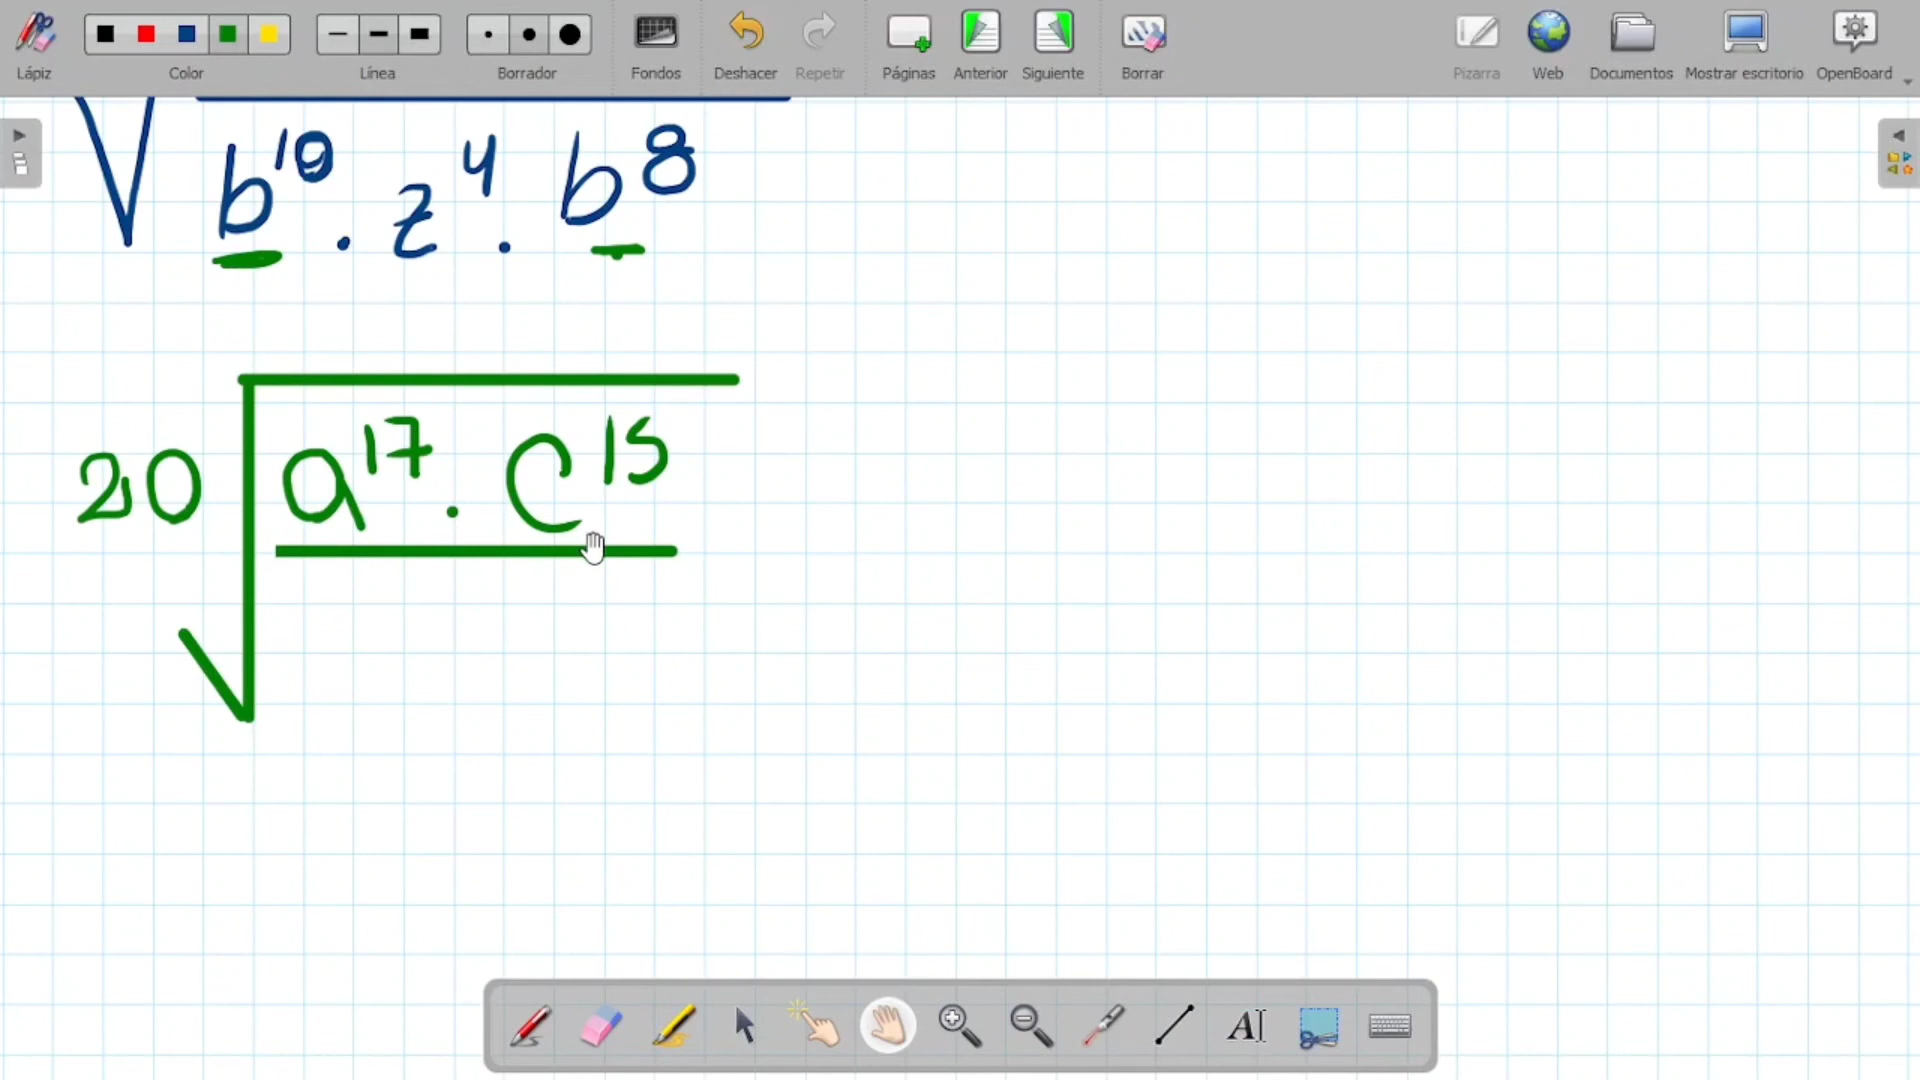 Lápiz Color Línea Borrador Fondos Deshacer Repetir Páginas Anterior Siguiente Borrar Pizarra Web Documentos Mostrar escritorio OpenBoard
b¹⁰ . z⁴ . b⁸
20 √ a¹⁷ . c¹⁵
AI